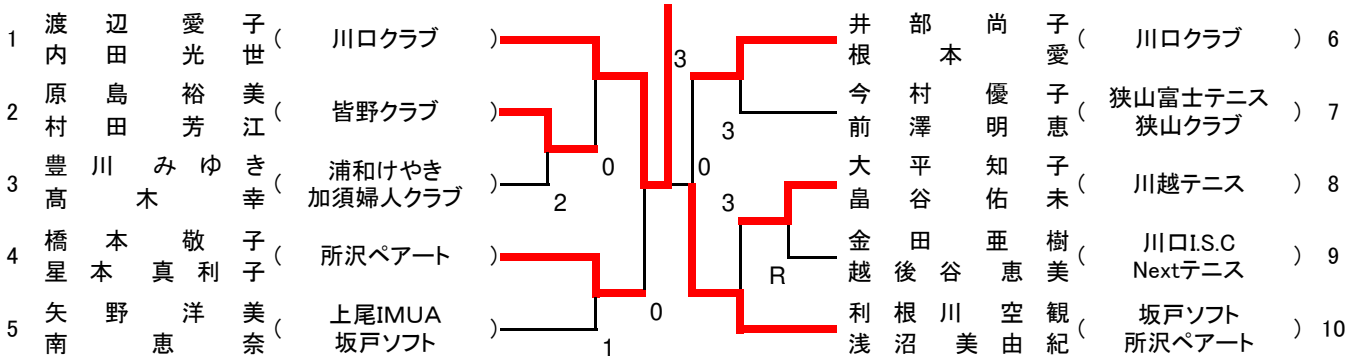 1 渡辺愛子 ( 川口クラブ )
内田光世
2 原島裕美 ( 皆野クラブ )
村田芳江
3 豊川みゆき ( 浦和けやき )
髙木幸 加須婦人クラブ
4 橋本敬子 ( 所沢ペアート )
星本真利子
5 矢野洋美 ( 上尾IMUA )
南恵奈 坂戸ソフト
0
2
0
1
3
3
0
3
R
井部尚子 ( 川口クラブ ) 6
根本愛
今村優子 ( 狭山富士テニス ) 7
前澤明恵 狭山クラブ
大平知子 ( 川越テニス ) 8
畠谷佑未
金田亜樹 ( 川口I.S.C ) 9
越後谷恵美 Nextテニス
利根川空観 ( 坂戸ソフト ) 10
浅沼美由紀 所沢ペアート